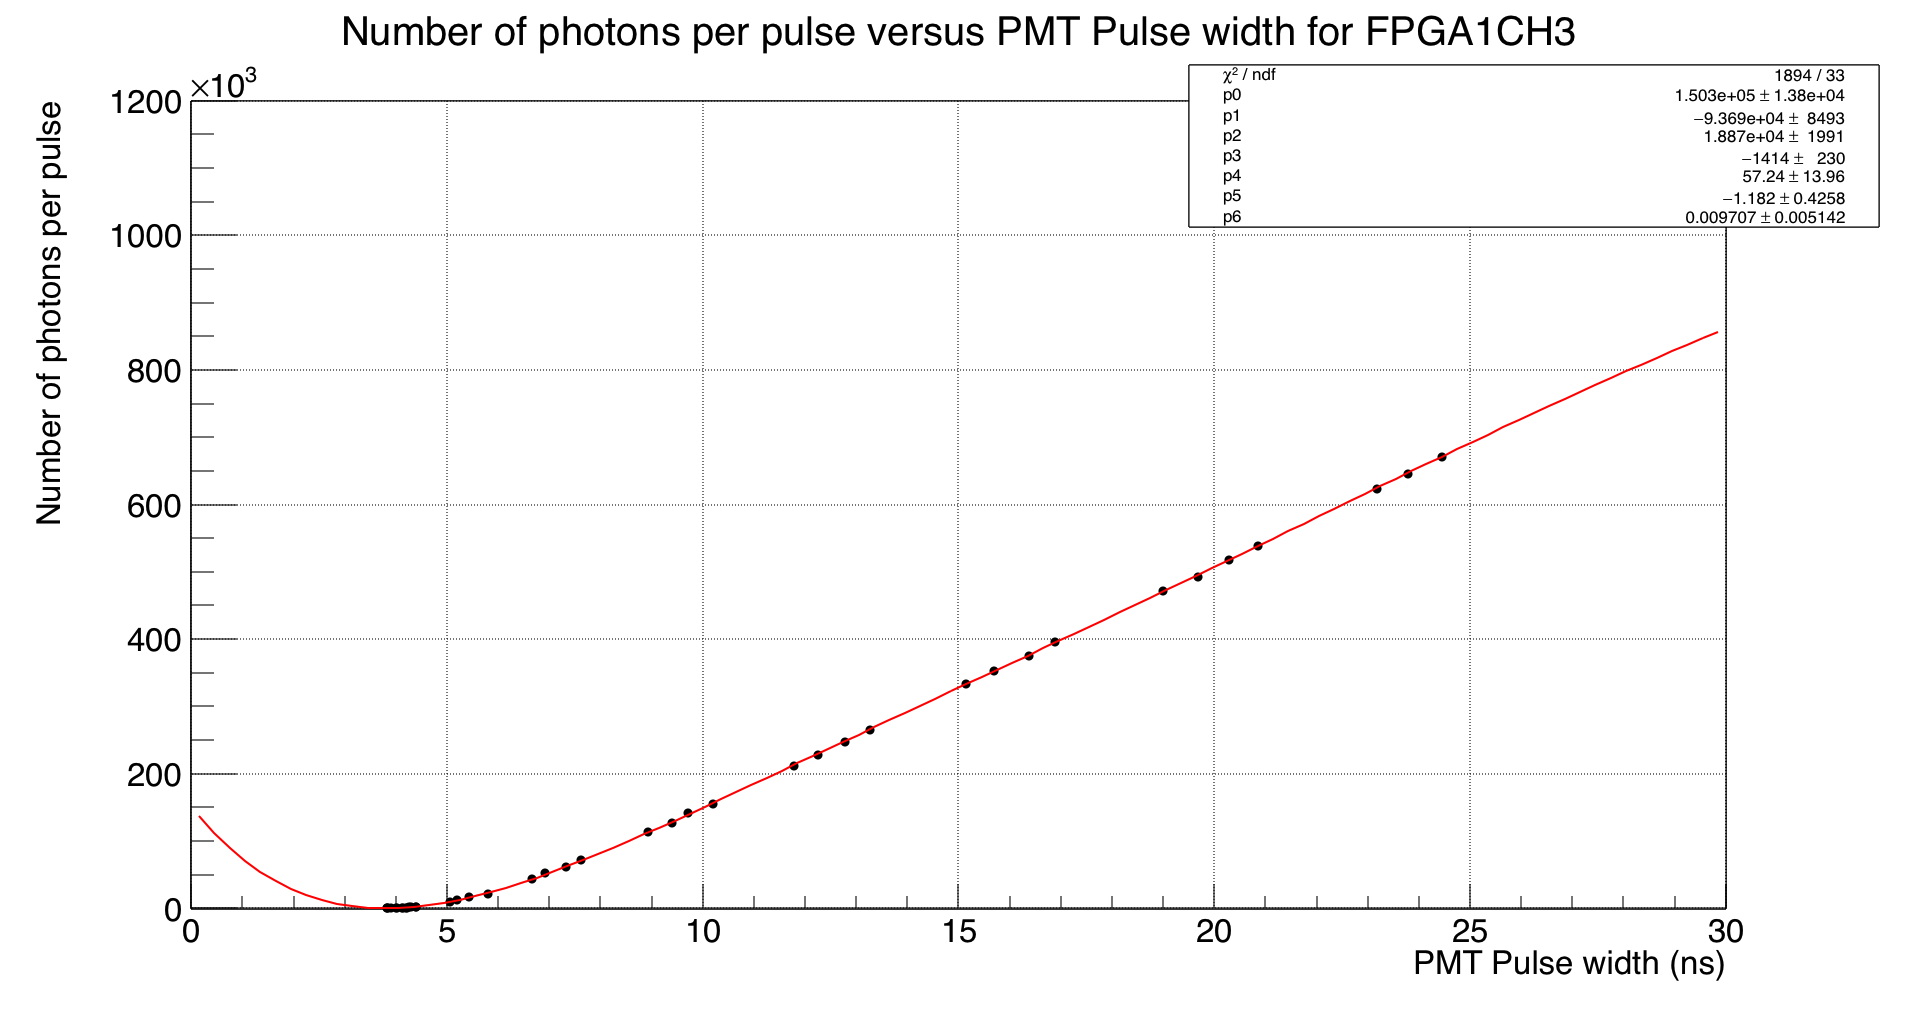 Number of photons per pulse versus PMT Pulse width for FPGA1CH3
×10³
χ² / ndf 1894 / 33
p0 1.503e+05 ± 1.38e+04
p1 −9.369e+04 ± 8493
p2 1.887e+04 ± 1991
p3 −1414 ± 230
p4 57.24 ± 13.96
p5 −1.182 ± 0.4258
p6 0.009707 ± 0.005142
Number of photons per pulse
1200
1000
800
600
400
200
0
0 5 10 15 20 25 30
PMT Pulse width (ns)